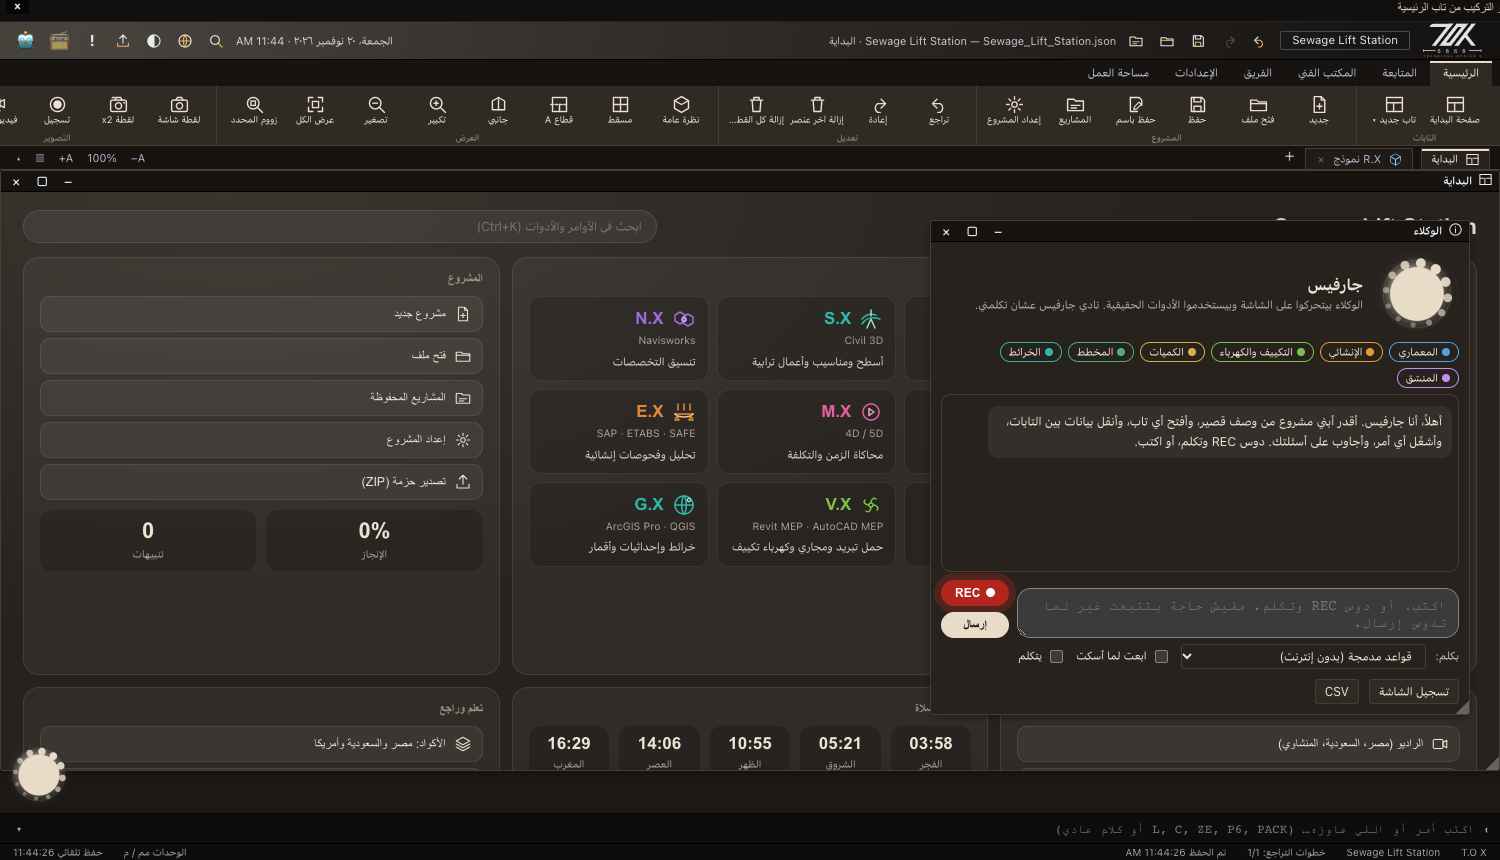 التركيب من تاب الرئيسية
Sewage Lift Station
البداية · Sewage Lift Station — Sewage_Lift_Station.json
الجمعة، ٢٠ نوفمبر ٢٠٢٦ · 11:44 AM
الرئيسية
المتابعة
المكتب الفني
الفريق
الإعدادات
مساحة العمل
صفحة البداية
تاب جديد
جديد
فتح ملف
حفظ
حفظ باسم
المشاريع
إعداد المشروع
تراجع
إعادة
إزالة آخر عنصر
إزالة كل القط...
نظرة عامة
مسقط
قطاع A
جانبي
تكبير
تصغير
عرض الكل
زووم المحدد
لقطة شاشة
لقطة x2
تسجيل
فيديو
التابات
المشروع
تعديل
العرض
التصوير
البداية
R.X نموذج ×
+
A−
100%
A+
البداية
ابحث في الأوامر والأدوات (Ctrl+K)
الوكلاء
جارفيس
الوكلاء بيتحركوا على الشاشة وبيستخدموا الأدوات الحقيقية. نادي جارفيس عشان تكلمني.
المعماري
الإنشائي
التكييف والكهرباء
الكميات
المخطط
الخرائط
المنسّق
أهلاً، أنا جارفيس. أقدر أبني مشروع من وصف قصير، وأفتح أي تاب، وأنقل بيانات بين التابات،
وأشغّل أي أمر، وأجاوب على أسئلتك. دوس REC وتكلم، أو اكتب.
اكتب، أو دوس REC وتكلم. مفيش حاجة بتتبعت غير لما
تدوس إرسال.
REC
إرسال
بكلم:
قواعد مدمجة (بدون إنترنت)
ابعت لما أسكت
يتكلم
تسجيل الشاشة
CSV
S.X
Civil 3D
أسطح ومناسيب وأعمال ترابية
N.X
Navisworks
تنسيق التخصصات
M.X
4D / 5D
محاكاة الزمن والتكلفة
E.X
SAP · ETABS · SAFE
تحليل وفحوصات إنشائية
V.X
Revit MEP · AutoCAD MEP
حمل تبريد ومجاري وكهرباء تكييف
G.X
ArcGIS Pro · QGIS
خرائط وإحداثيات وأقمار
المشروع
مشروع جديد
فتح ملف
المشاريع المحفوظة
إعداد المشروع
تصدير حزمة (ZIP)
0%
الإنجاز
0
تنبيهات
الراديو (مصر، السعودية، المنشاوي)
03:58
الفجر
05:21
الشروق
10:55
الظهر
14:06
العصر
16:29
المغرب
تعلم وراجع
الأكواد: مصر والسعودية وأمريكا
اكتب أمر أو اللي عاوزه… (L, C, ZE, P6, PACK أو كلام عادي)
T.O X
Sewage Lift Station
خطوات التراجع: 1/1
تم الحفظ 11:44:26 AM
الوحدات مم / م
حفظ تلقائي 11:44:26